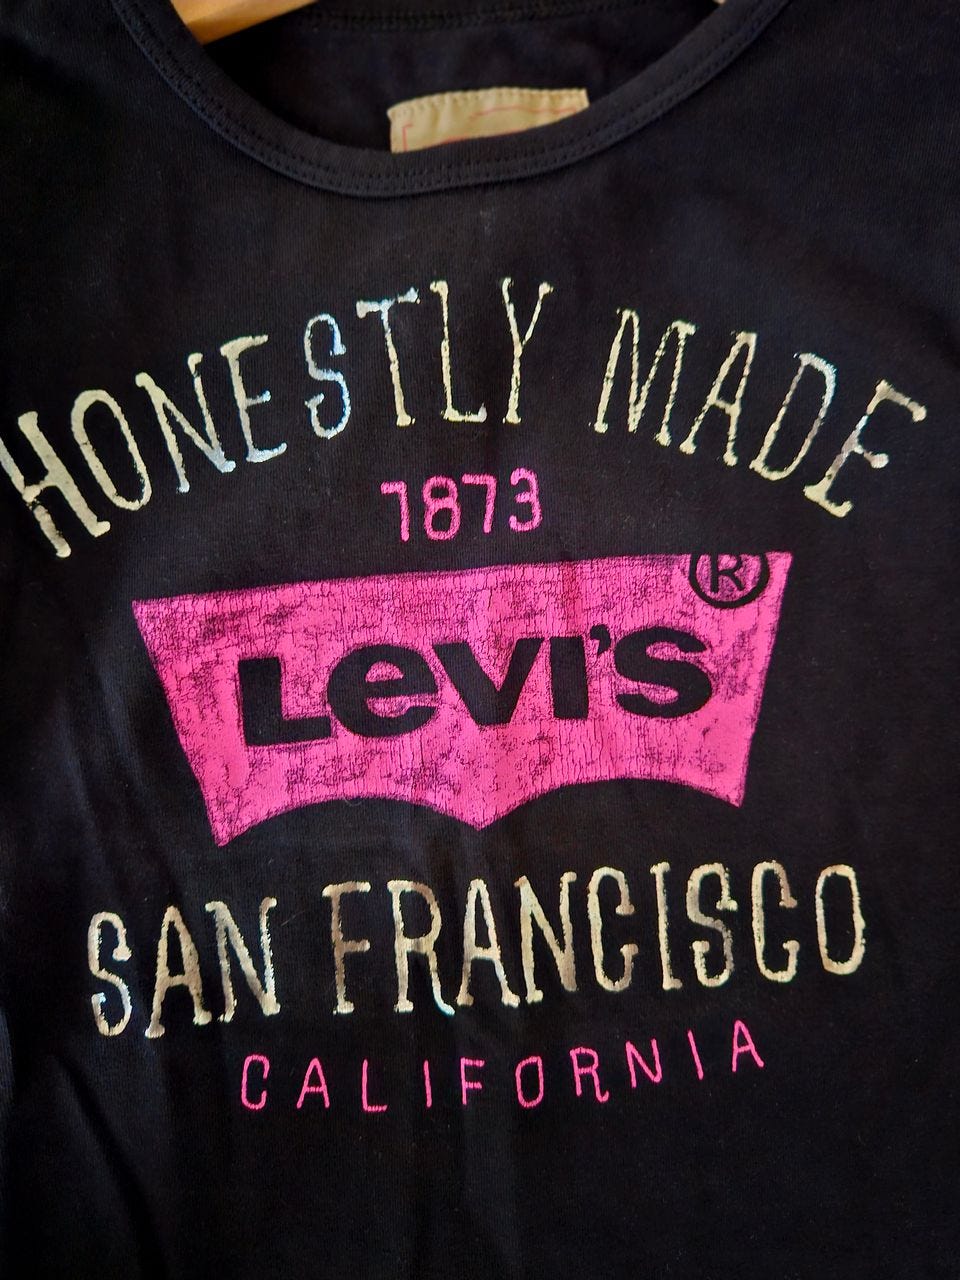 HONESTLY MADE
1873
Levi's ®
SAN FRANCISCO
CALIFORNIA